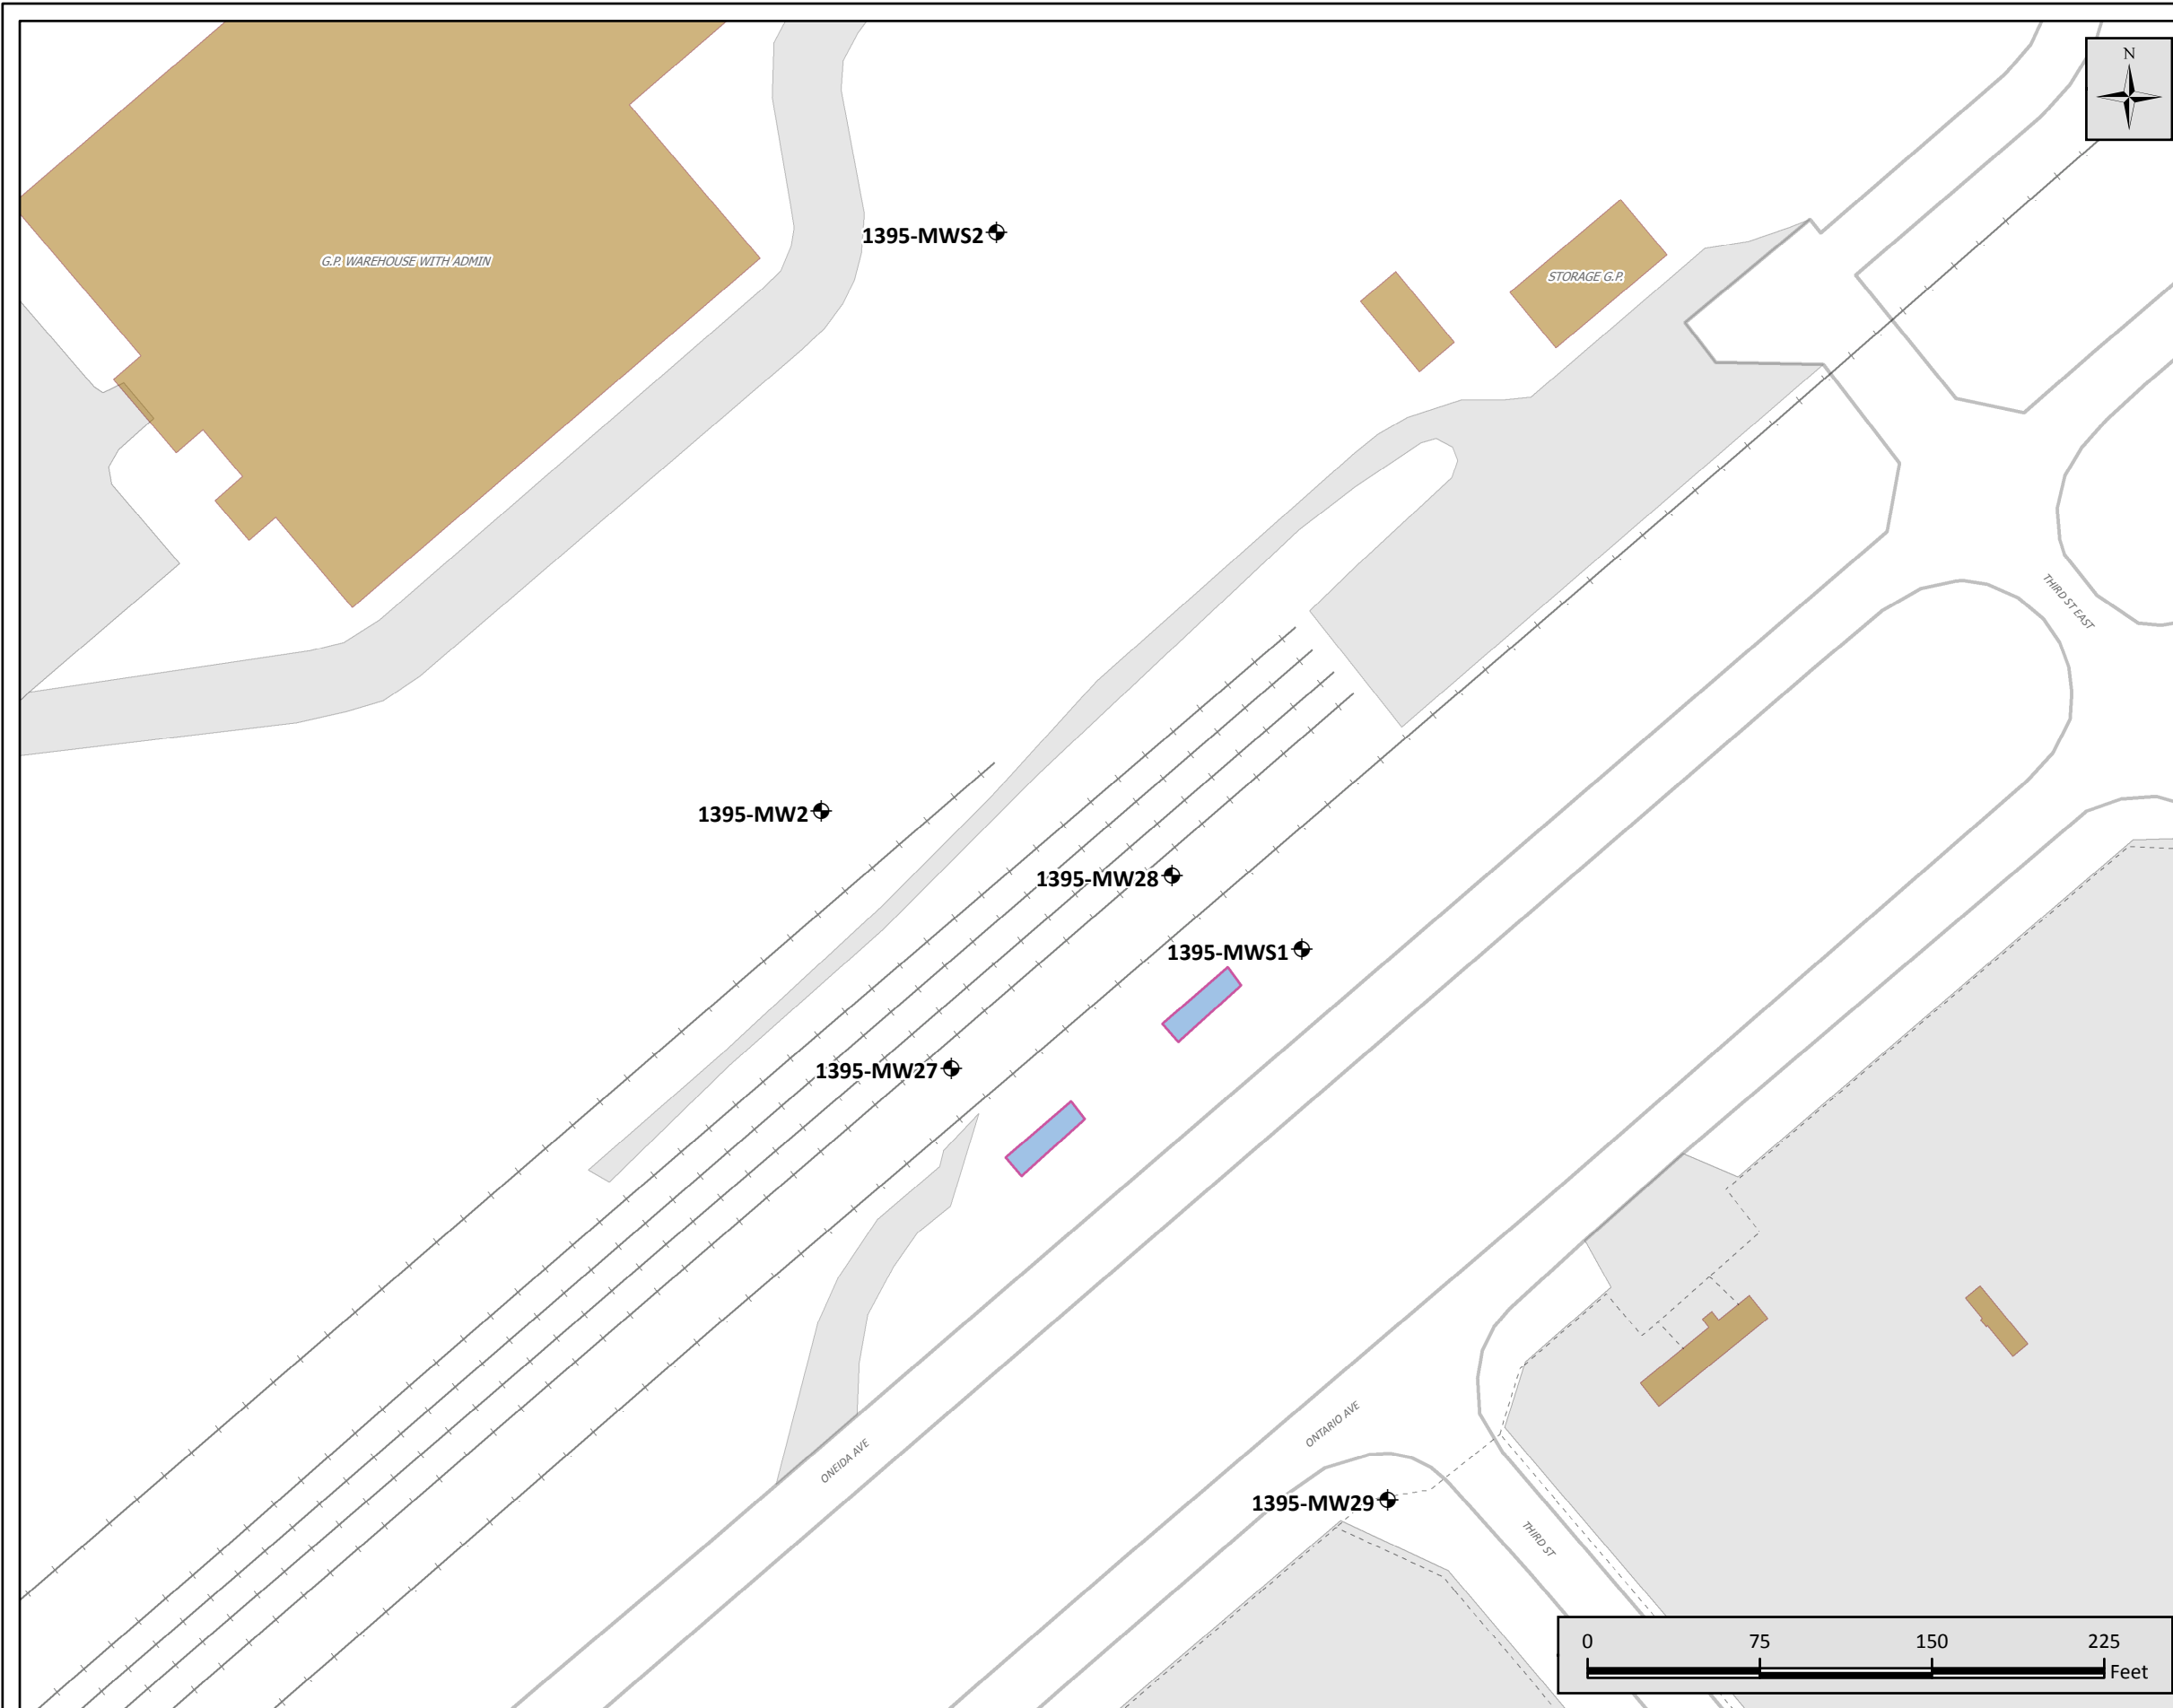 N
1395-MWS2
G.P. WAREHOUSE WITH ADMIN
STORAGE G.P.
THIRD ST EAST
1395-MW2
1395-MW28
1395-MWS1
1395-MW27
ONTARIO AVE
ONEIDA AVE
1395-MW29
THIRD ST
0 75 150 225
Feet